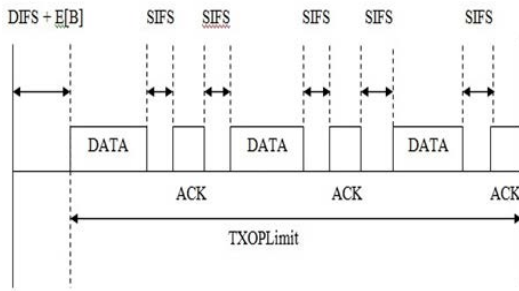 DIFS + E[B] SIFS SIFS SIFS SIFS SIFS
DATA DATA DATA
ACK ACK ACK
TXOPLimit